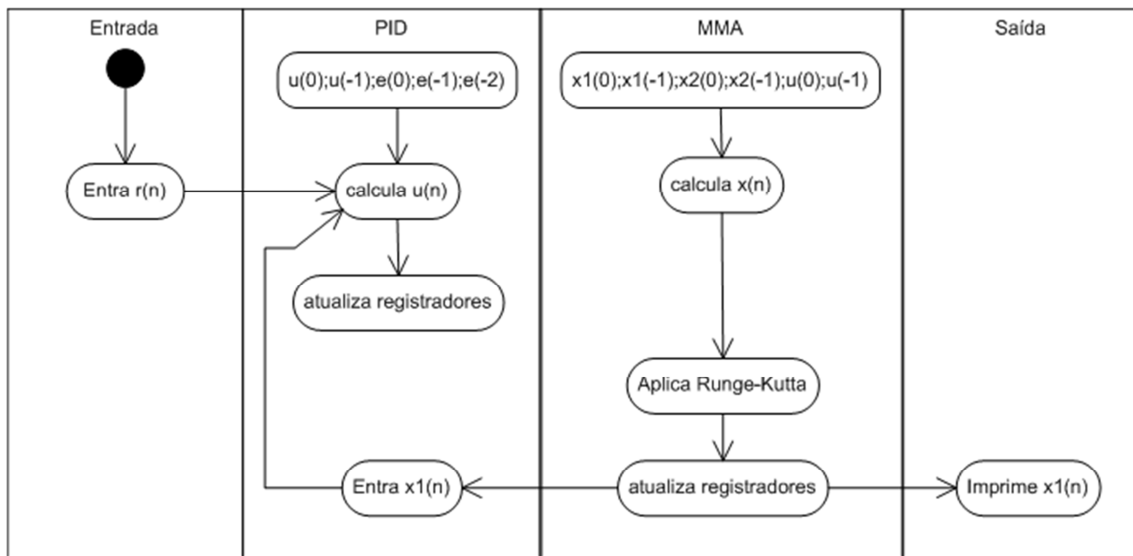 Entrada
PID
MMA
Saída
u(0);u(-1);e(0);e(-1);e(-2)
x1(0);x1(-1);x2(0);x2(-1);u(0);u(-1)
Entra r(n)
calcula u(n)
calcula x(n)
atualiza registradores
Aplica Runge-Kutta
Entra x1(n)
atualiza registradores
Imprime x1(n)